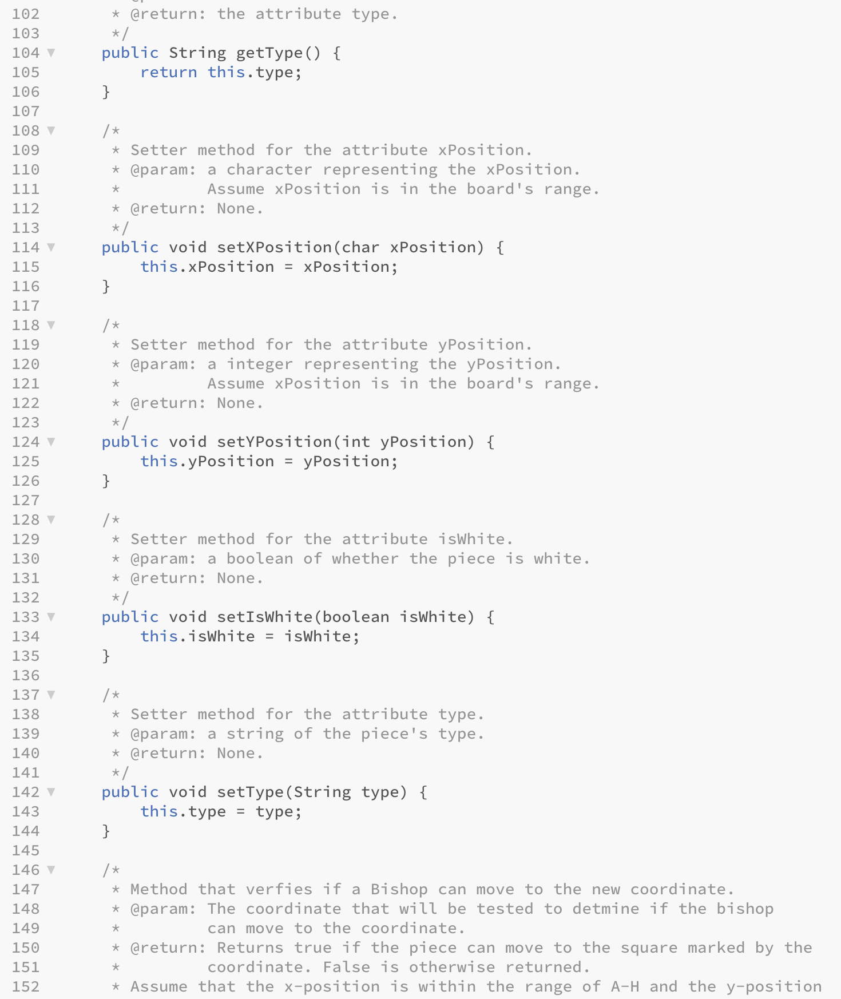 102 * @return: the attribute type.
103 */
104 ▼ public String getType() {
105 return this.type;
106 }
107
108 ▼ /*
109 * Setter method for the attribute xPosition.
110 * @param: a character representing the xPosition.
111 * Assume xPosition is in the board's range.
112 * @return: None.
113 */
114 ▼ public void setXPosition(char xPosition) {
115 this.xPosition = xPosition;
116 }
117
118 ▼ /*
119 * Setter method for the attribute yPosition.
120 * @param: a integer representing the yPosition.
121 * Assume xPosition is in the board's range.
122 * @return: None.
123 */
124 ▼ public void setYPosition(int yPosition) {
125 this.yPosition = yPosition;
126 }
127
128 ▼ /*
129 * Setter method for the attribute isWhite.
130 * @param: a boolean of whether the piece is white.
131 * @return: None.
132 */
133 ▼ public void setIsWhite(boolean isWhite) {
134 this.isWhite = isWhite;
135 }
136
137 ▼ /*
138 * Setter method for the attribute type.
139 * @param: a string of the piece's type.
140 * @return: None.
141 */
142 ▼ public void setType(String type) {
143 this.type = type;
144 }
145
146 ▼ /*
147 * Method that verfies if a Bishop can move to the new coordinate.
148 * @param: The coordinate that will be tested to detmine if the bishop
149 * can move to the coordinate.
150 * @return: Returns true if the piece can move to the square marked by the
151 * coordinate. False is otherwise returned.
152 * Assume that the x-position is within the range of A-H and the y-position